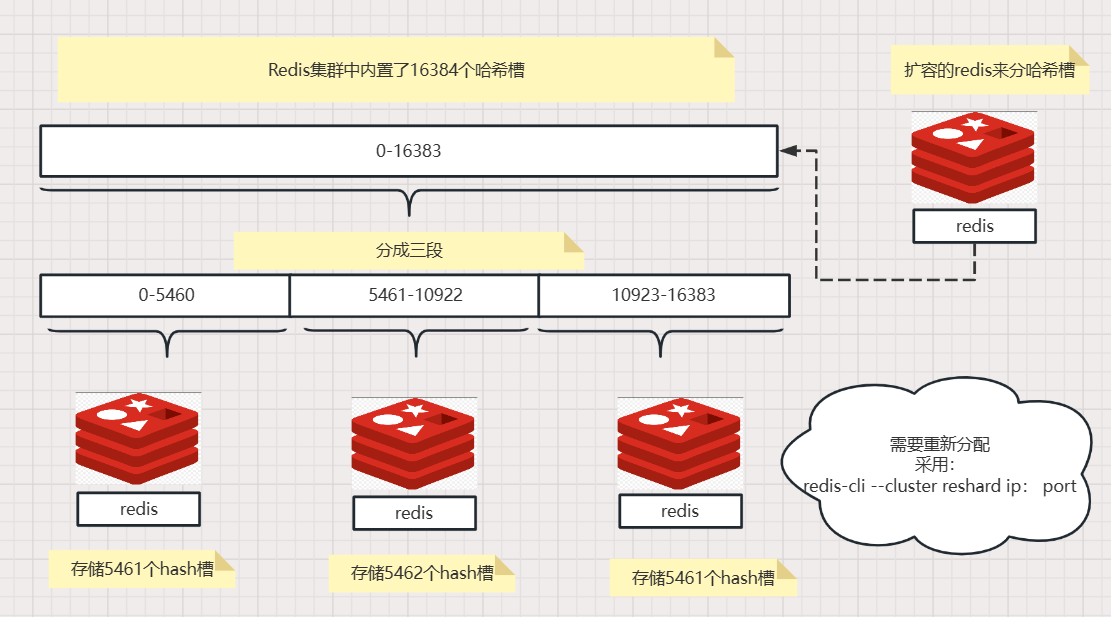 Redis集群中内置了16384个哈希槽
扩容的redis来分哈希槽
0-16383
redis
分成三段
0-5460
5461-10922
10923-16383
需要重新分配
采用：
redis-cli --cluster reshard ip： port
redis
redis
redis
存储5461个hash槽
存储5462个hash槽
存储5461个hash槽